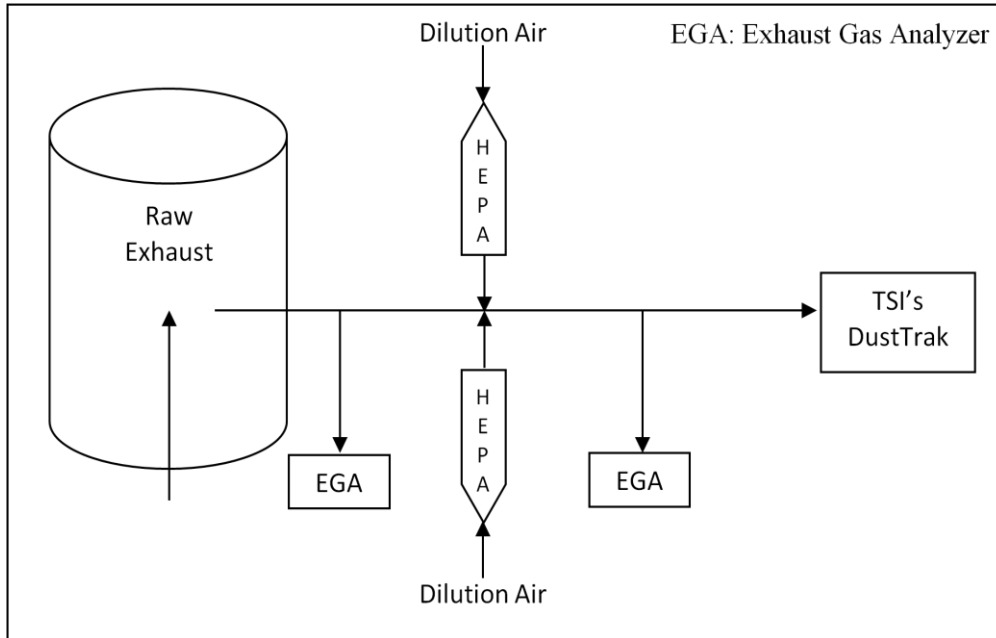 Dilution Air
EGA: Exhaust Gas Analyzer
H
E
P
A
Raw
Exhaust
TSI's
DustTrak
H
E
P
A
EGA
EGA
Dilution Air